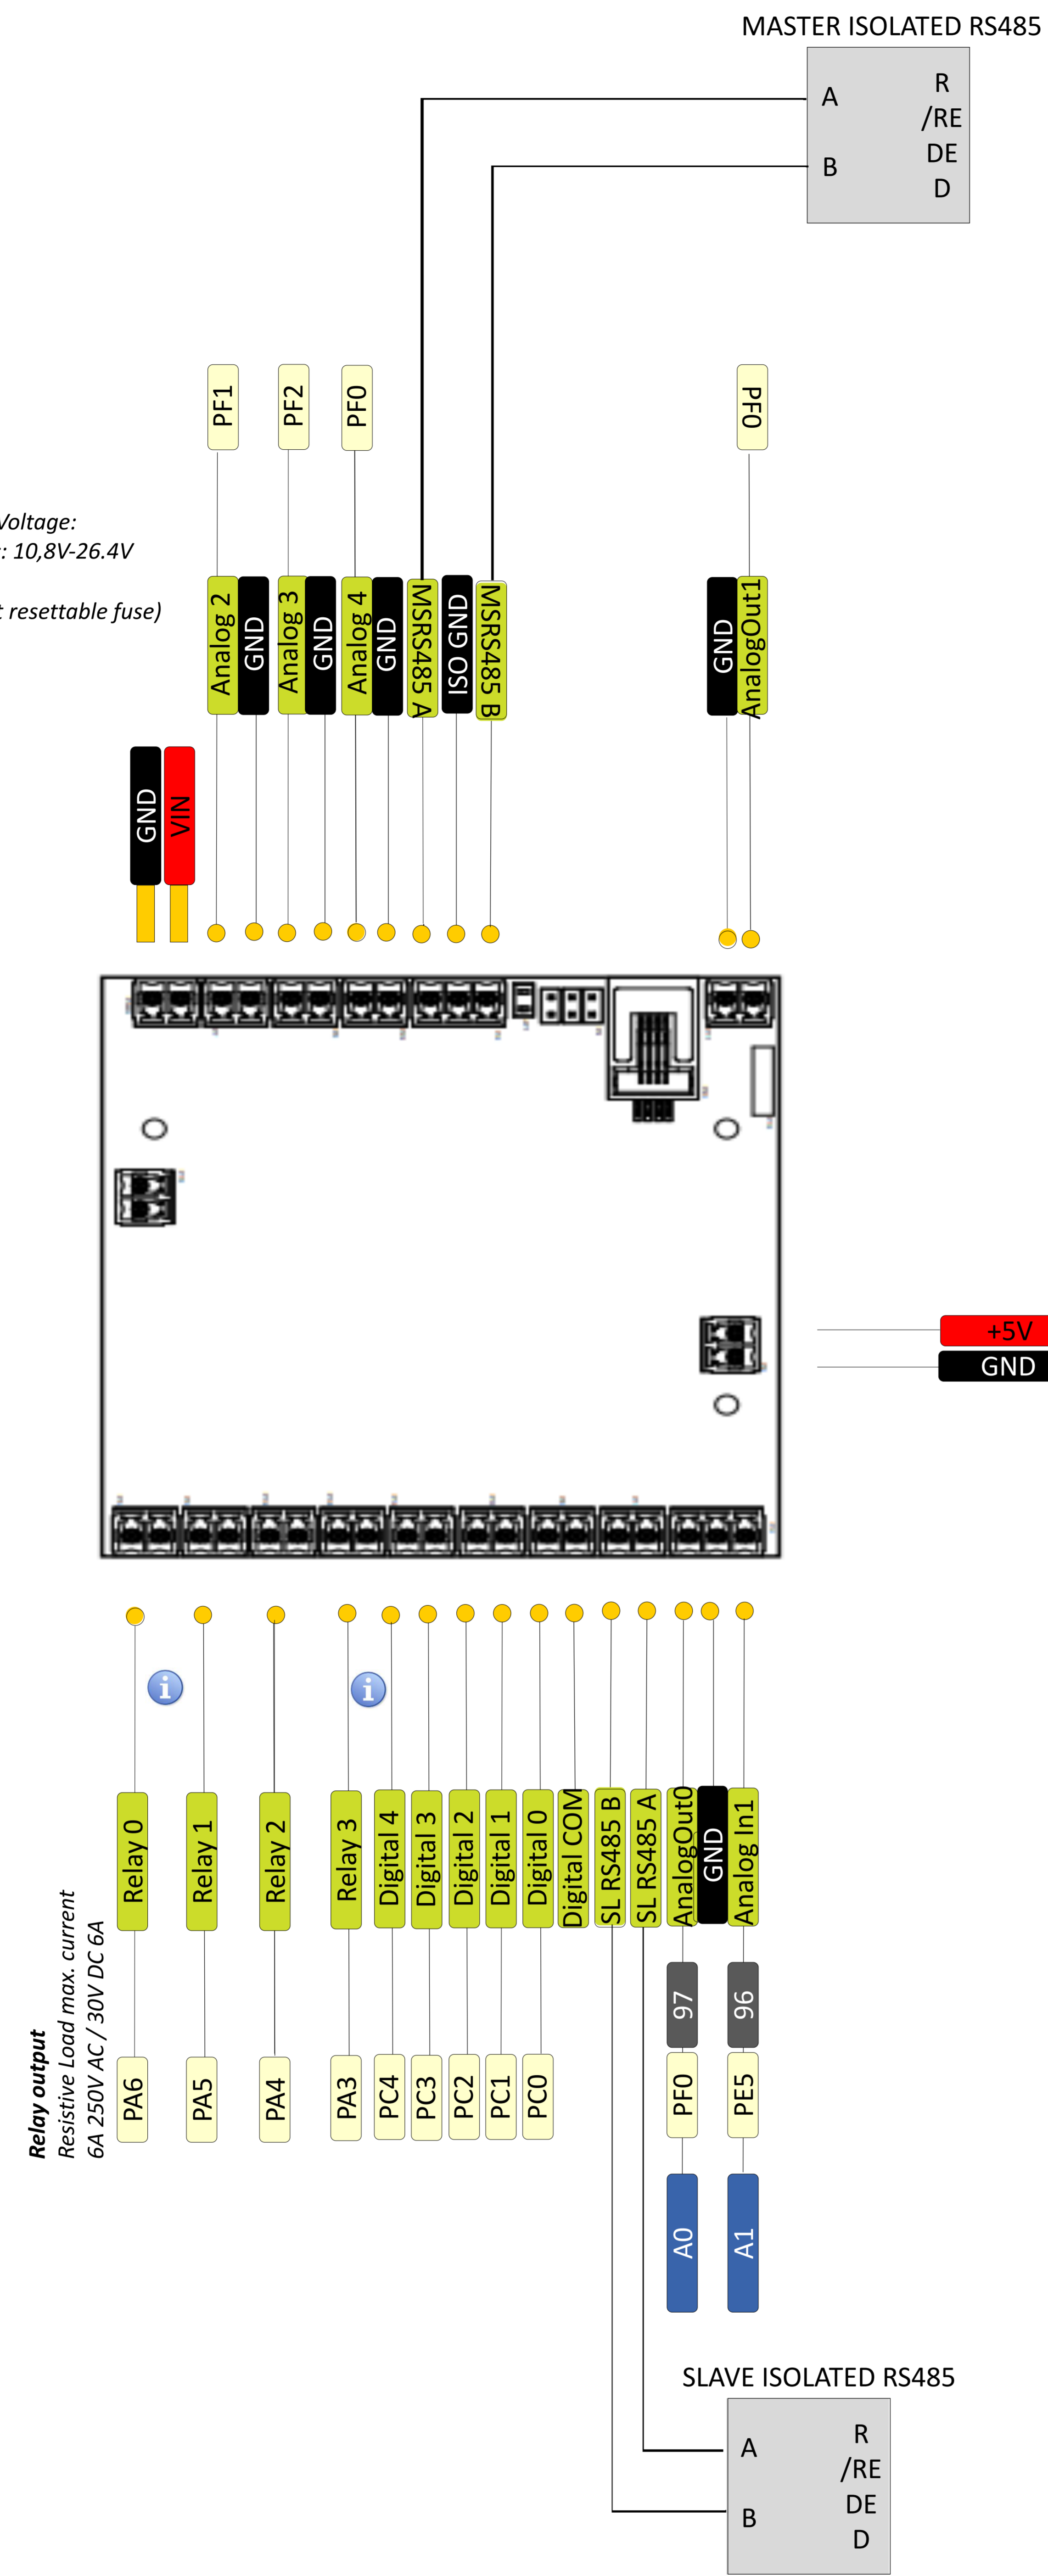 MASTER ISOLATED RS485
A
B
R
/RE
DE
D
PF1
PF2
PF0
PF0
Voltage:
: 10,8V-26.4V
t resettable fuse)
Analog 2
GND
Analog 3
GND
Analog 4
GND
MSRS485 A
ISO GND
MSRS485 B
GND
AnalogOut1
GND
VIN
+5V
GND
Relay 0
Relay 1
Relay 2
Relay 3
Digital 4
Digital 3
Digital 2
Digital 1
Digital 0
Digital COM
SL RS485 B
SL RS485 A
AnalogOut0
GND
Analog In1
97
96
Relay output
Resistive Load max. current
6A 250V AC / 30V DC 6A
PA6
PA5
PA4
PA3
PC4
PC3
PC2
PC1
PC0
PF0
PE5
A0
A1
SLAVE ISOLATED RS485
A
B
R
/RE
DE
D